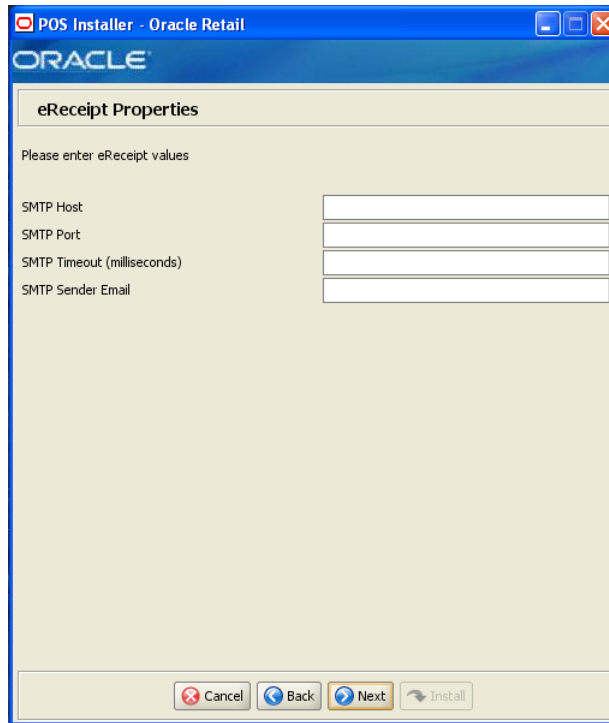 POS Installer - Oracle Retail
ORACLE
eReceipt Properties
Please enter eReceipt values
SMTP Host
SMTP Port
SMTP Timeout (milliseconds)
SMTP Sender Email
Cancel Back Next Install